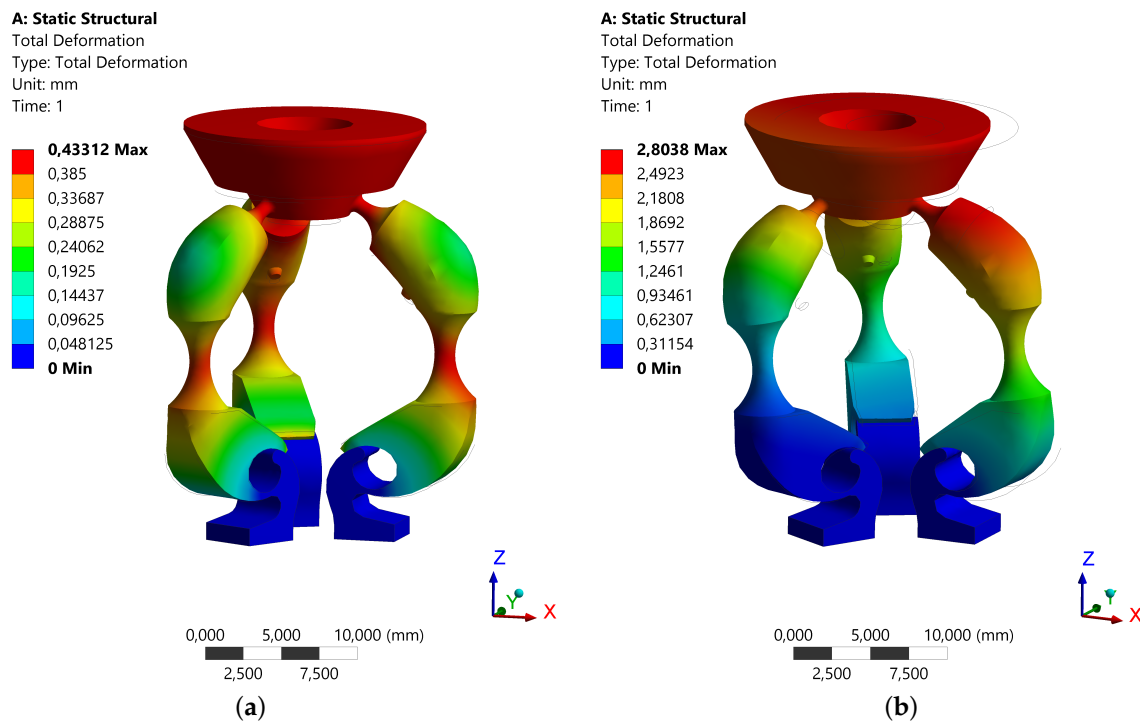 A: Static Structural
Total Deformation
Type: Total Deformation
Unit: mm
Time: 1
0,43312 Max
0,385
0,33687
0,28875
0,24062
0,1925
0,14437
0,09625
0,048125
0 Min
Z
Y
X
0,000 5,000 10,000 (mm)
2,500 7,500
(a)
A: Static Structural
Total Deformation
Type: Total Deformation
Unit: mm
Time: 1
2,8038 Max
2,4923
2,1808
1,8692
1,5577
1,2461
0,93461
0,62307
0,31154
0 Min
Z
Y
X
0,000 5,000 10,000 (mm)
2,500 7,500
(b)